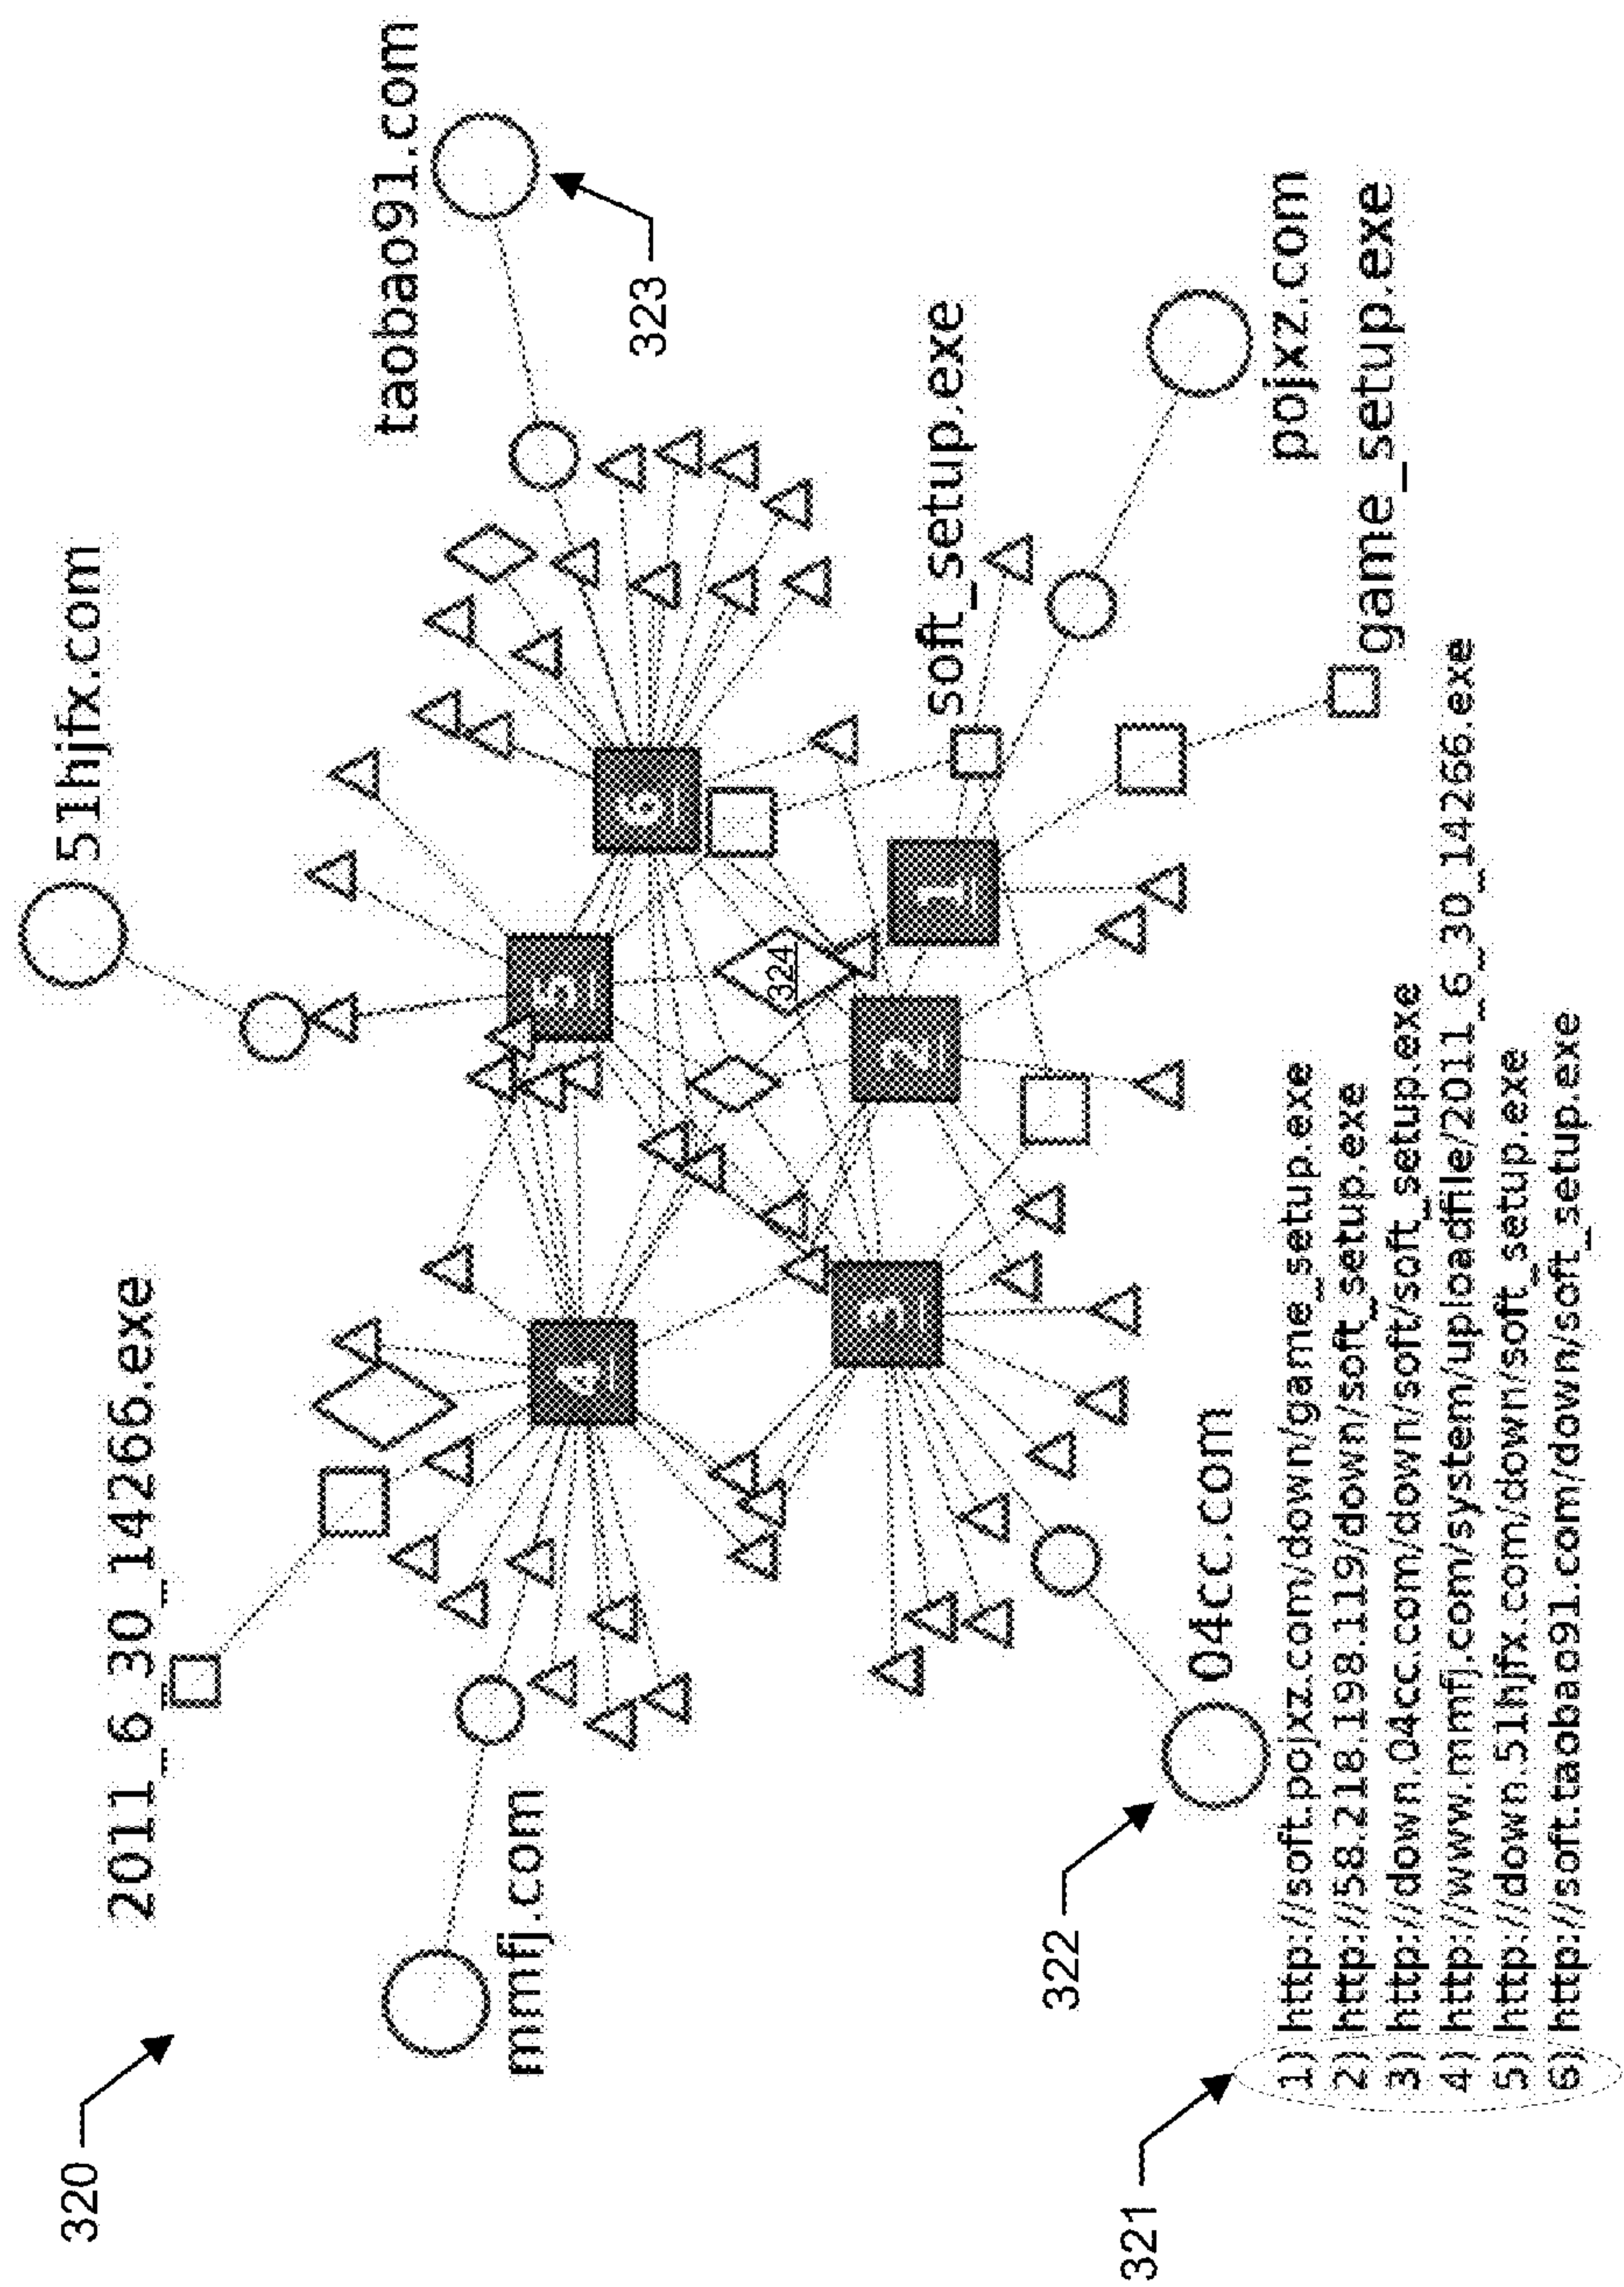 320
2011_6_30_14266.exe
51hjfx.com
taobao91.com
323
mmfj.com
4
5
6
324
3
2
1
soft_setup.exe
322
04cc.com
pojxz.com
game_setup.exe
321
1) http://soft.pojxz.com/down/game_setup.exe
2) http://58.218.198.119/down/soft_setup.exe
3) http://down.04cc.com/down/soft/soft_setup.exe
4) http://www.mmfj.com/system/uploadfile/2011_6_30_14266.exe
5) http://down.51hjfx.com/down/soft_setup.exe
6) http://soft.taobao91.com/down/soft_setup.exe